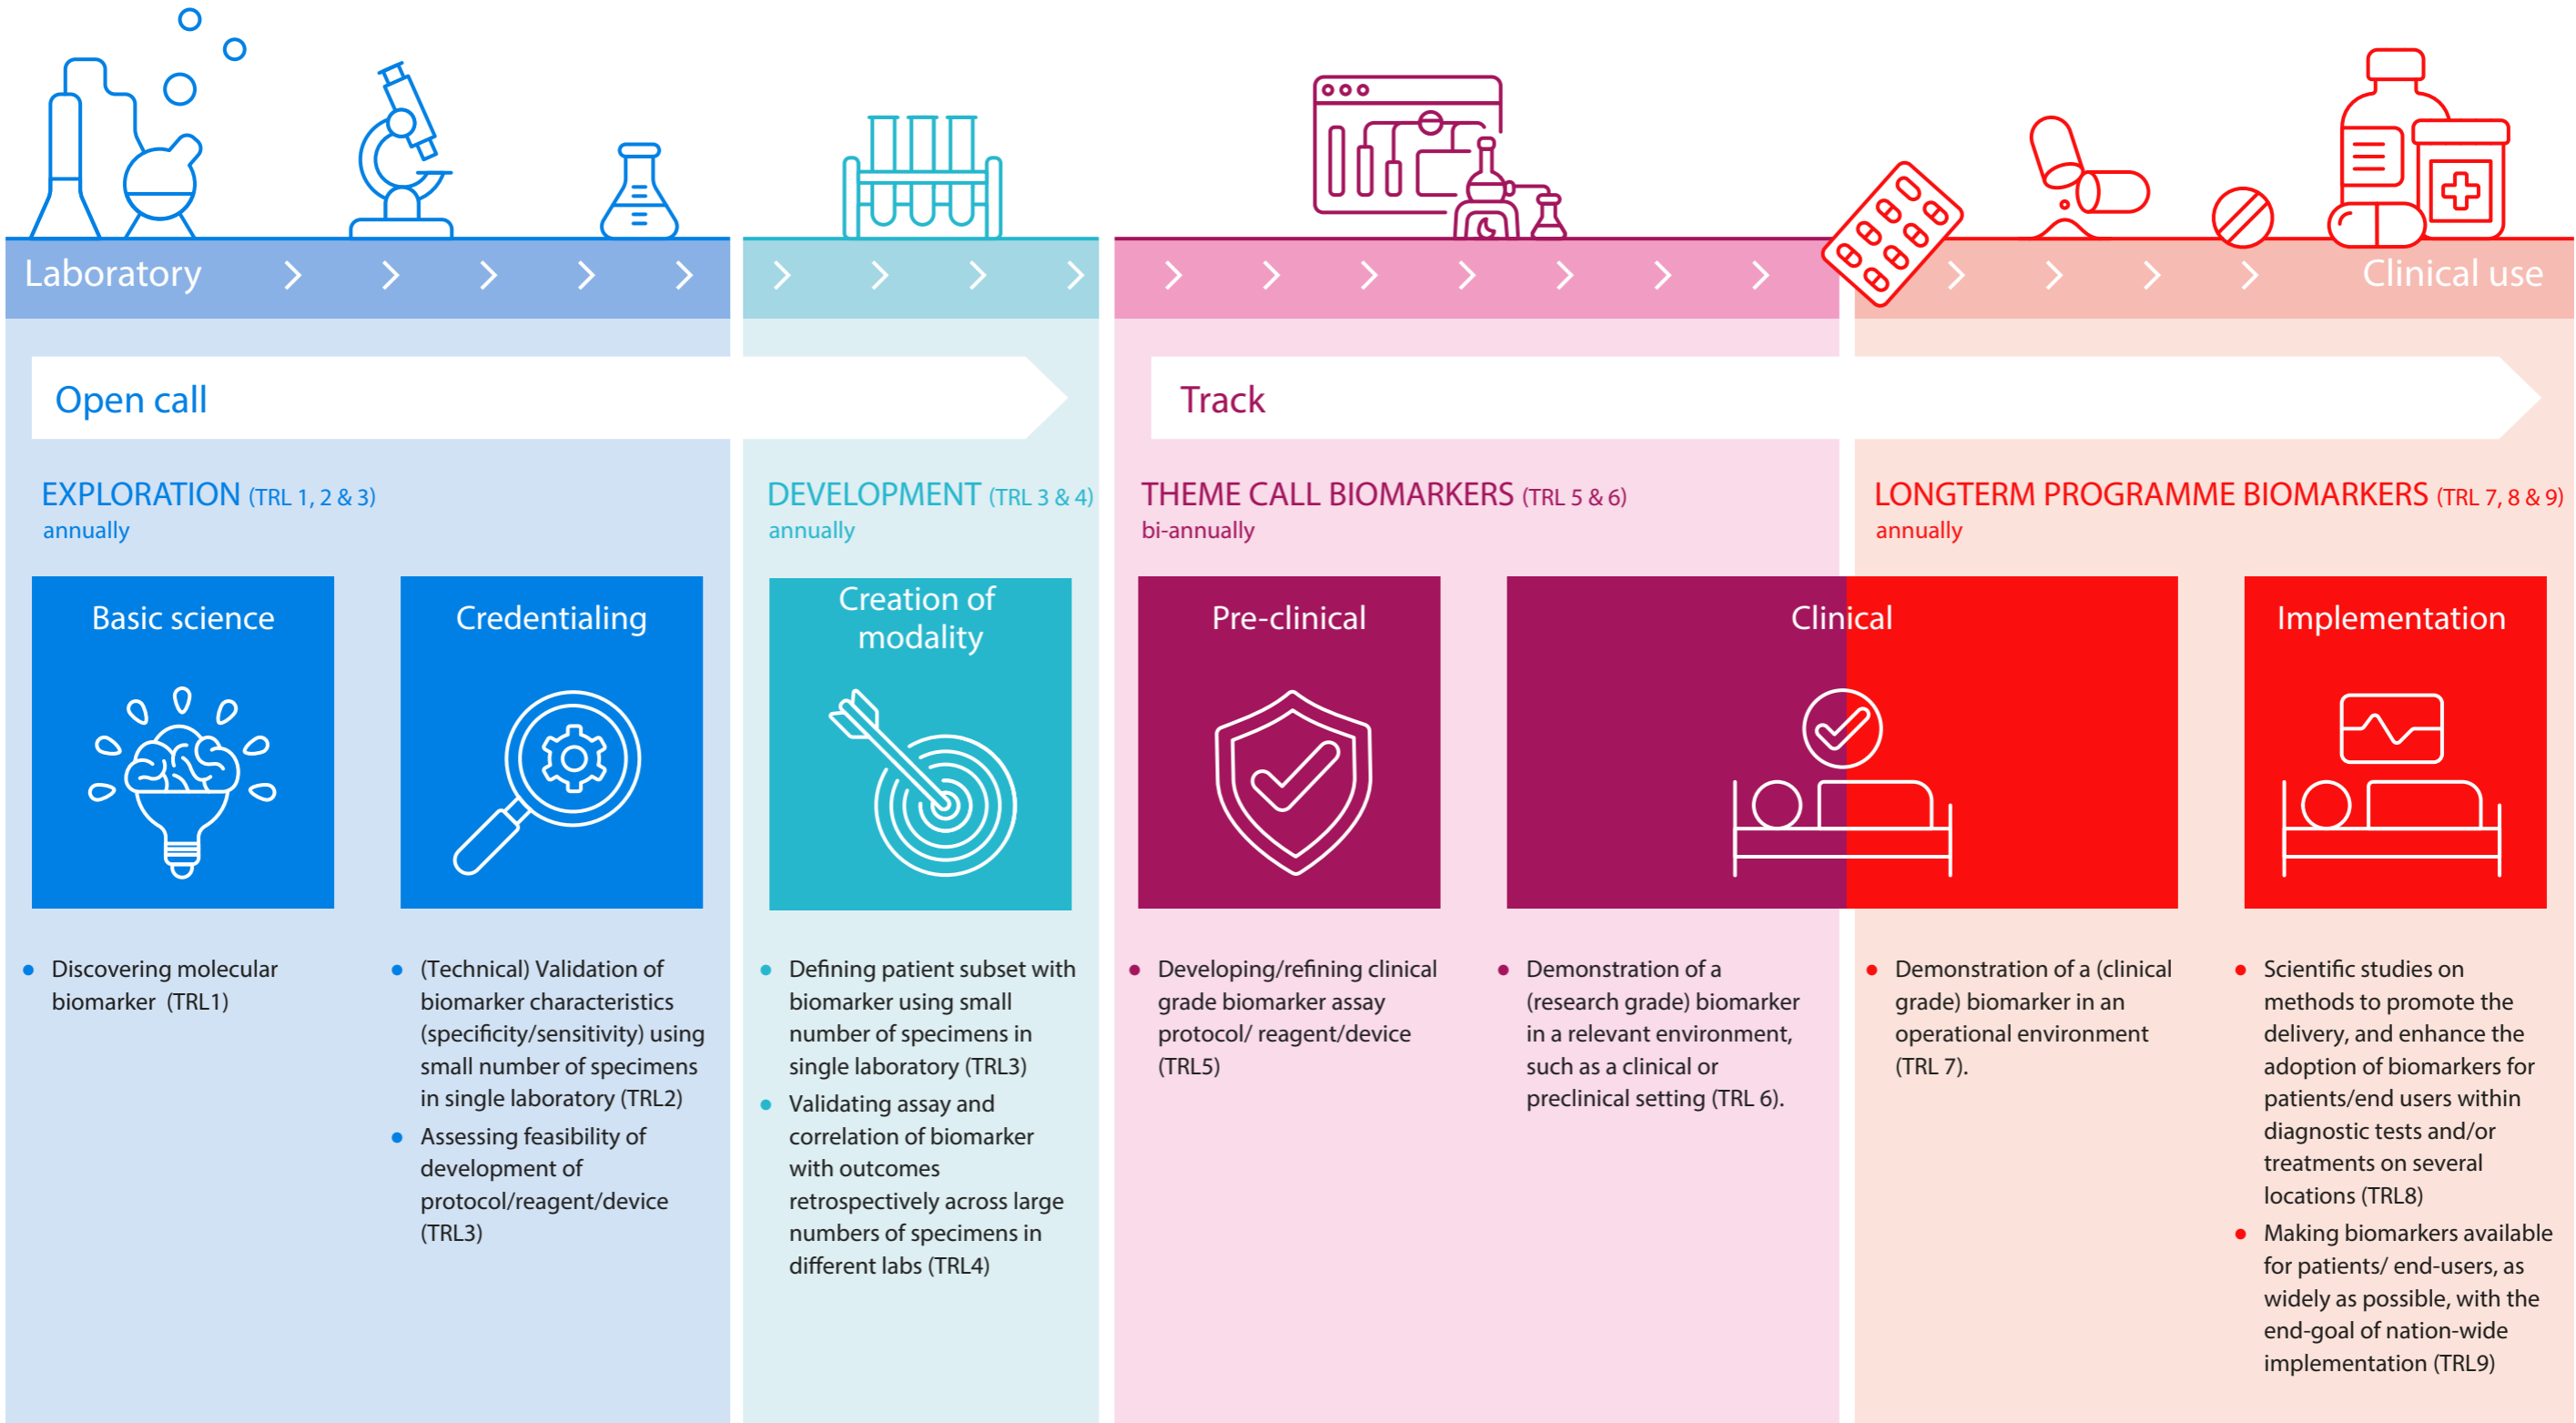 Laboratory
Clinical use
Open call
Track
EXPLORATION (TRL 1, 2 & 3)
annually
DEVELOPMENT (TRL 3 & 4)
annually
THEME CALL BIOMARKERS (TRL 5 & 6)
bi-annually
LONGTERM PROGRAMME BIOMARKERS (TRL 7, 8 & 9)
annually
Basic science
Credentialing
Creation of
modality
Pre-clinical
Clinical
Implementation
• Discovering molecular
biomarker (TRL1)
• (Technical) Validation of
biomarker characteristics
(specificity/sensitivity) using
small number of specimens
in single laboratory (TRL2)
• Assessing feasibility of
development of
protocol/reagent/device
(TRL3)
• Defining patient subset with
biomarker using small
number of specimens in
single laboratory (TRL3)
• Validating assay and
correlation of biomarker
with outcomes
retrospectively across large
numbers of specimens in
different labs (TRL4)
• Developing/refining clinical
grade biomarker assay
protocol/ reagent/device
(TRL5)
• Demonstration of a
(research grade) biomarker
in a relevant environment,
such as a clinical or
preclinical setting (TRL 6).
• Demonstration of a (clinical
grade) biomarker in an
operational environment
(TRL 7).
• Scientific studies on
methods to promote the
delivery, and enhance the
adoption of biomarkers for
patients/end users within
diagnostic tests and/or
treatments on several
locations (TRL8)
• Making biomarkers available
for patients/ end-users, as
widely as possible, with the
end-goal of nation-wide
implementation (TRL9)